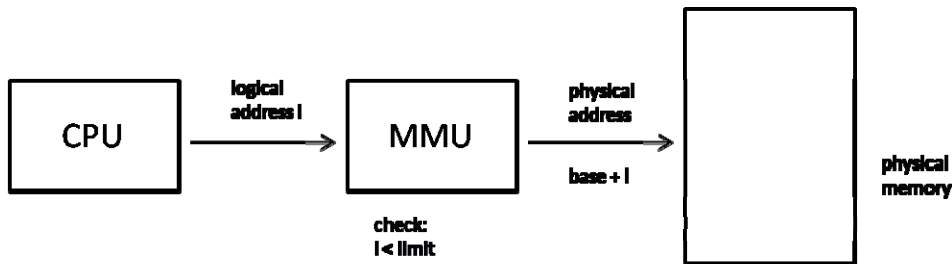 CPU
logical
address l
MMU
check:
l < limit
physical
address
base + l
physical
memory